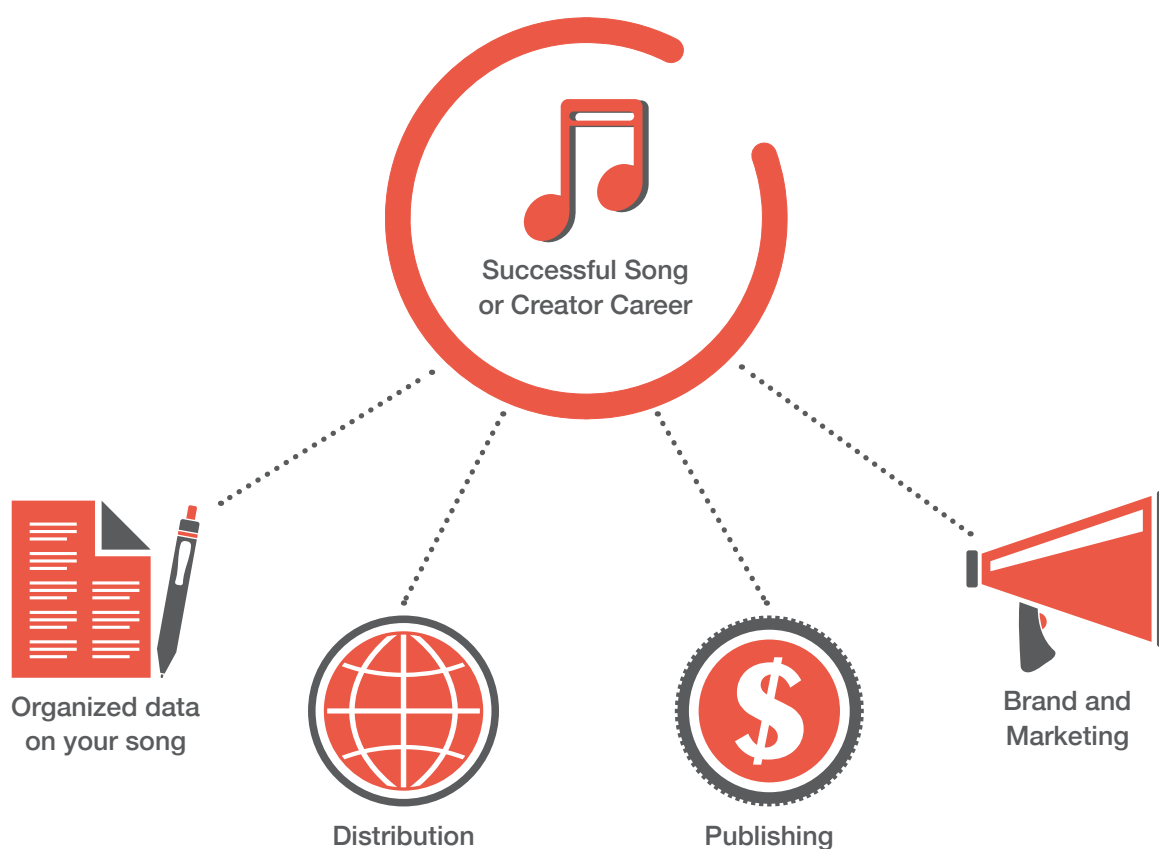 Successful Song
or Creator Career
Organized data
on your song
Distribution
Publishing
Brand and
Marketing
$